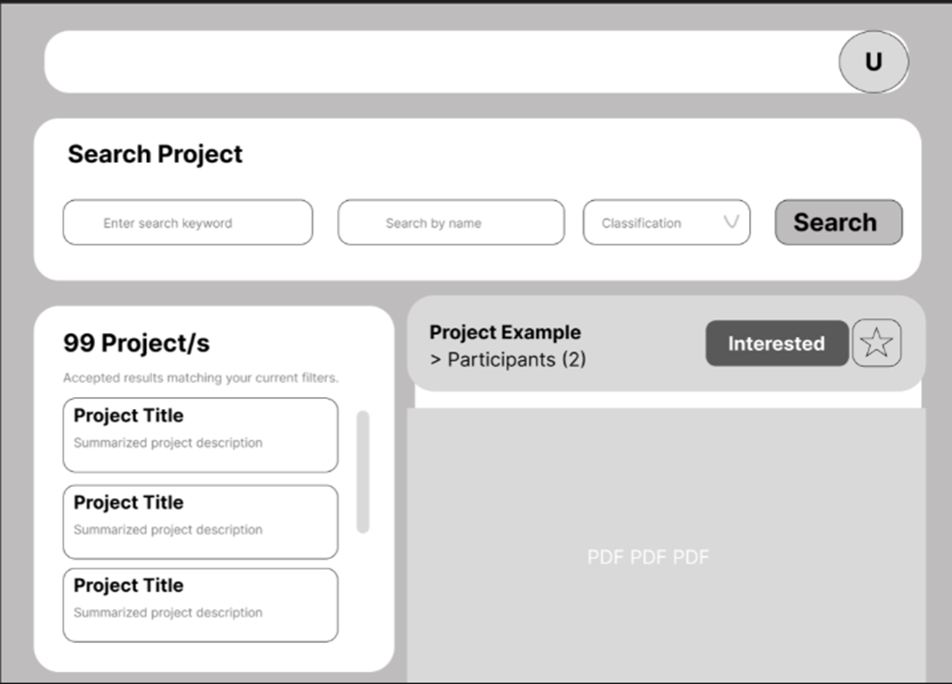 U
Search Project
Enter search keyword
Search by name
Classification
Search
99 Project/s
Accepted results matching your current filters.
Project Title
Summarized project description
Project Title
Summarized project description
Project Title
Summarized project description
Project Example
> Participants (2)
Interested
PDF PDF PDF